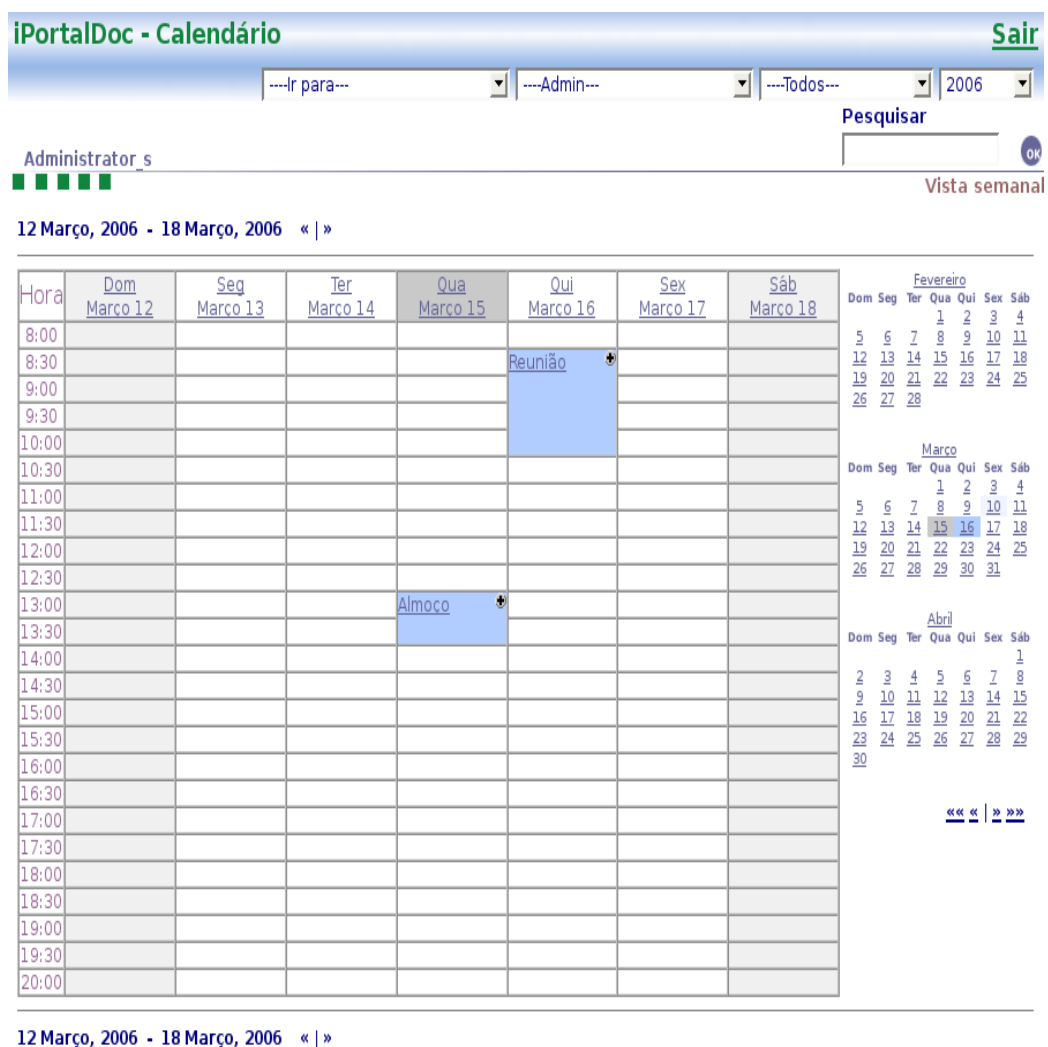 iPortalDoc - Calendário Sair
----Ir para--- ----Admin--- ----Todos--- 2006
Pesquisar
Administrator_s OK
Vista semanal
12 Março, 2006 - 18 Março, 2006 « | »
Hora Dom Março 12 Seg Março 13 Ter Março 14 Qua Março 15 Qui Março 16 Sex Março 17 Sáb Março 18
8:00
8:30 Reunião
9:00
9:30
10:00
10:30
11:00
11:30
12:00
12:30
13:00 Almoço
13:30
14:00
14:30
15:00
15:30
16:00
16:30
17:00
17:30
18:00
18:30
19:00
19:30
20:00
Fevereiro
Dom Seg Ter Qua Qui Sex Sáb
1 2 3 4
5 6 7 8 9 10 11
12 13 14 15 16 17 18
19 20 21 22 23 24 25
26 27 28
Março
Dom Seg Ter Qua Qui Sex Sáb
1 2 3 4
5 6 7 8 9 10 11
12 13 14 15 16 17 18
19 20 21 22 23 24 25
26 27 28 29 30 31
Abril
Dom Seg Ter Qua Qui Sex Sáb
1
2 3 4 5 6 7 8
9 10 11 12 13 14 15
16 17 18 19 20 21 22
23 24 25 26 27 28 29
30
«« « | » »»
12 Março, 2006 - 18 Março, 2006 « | »